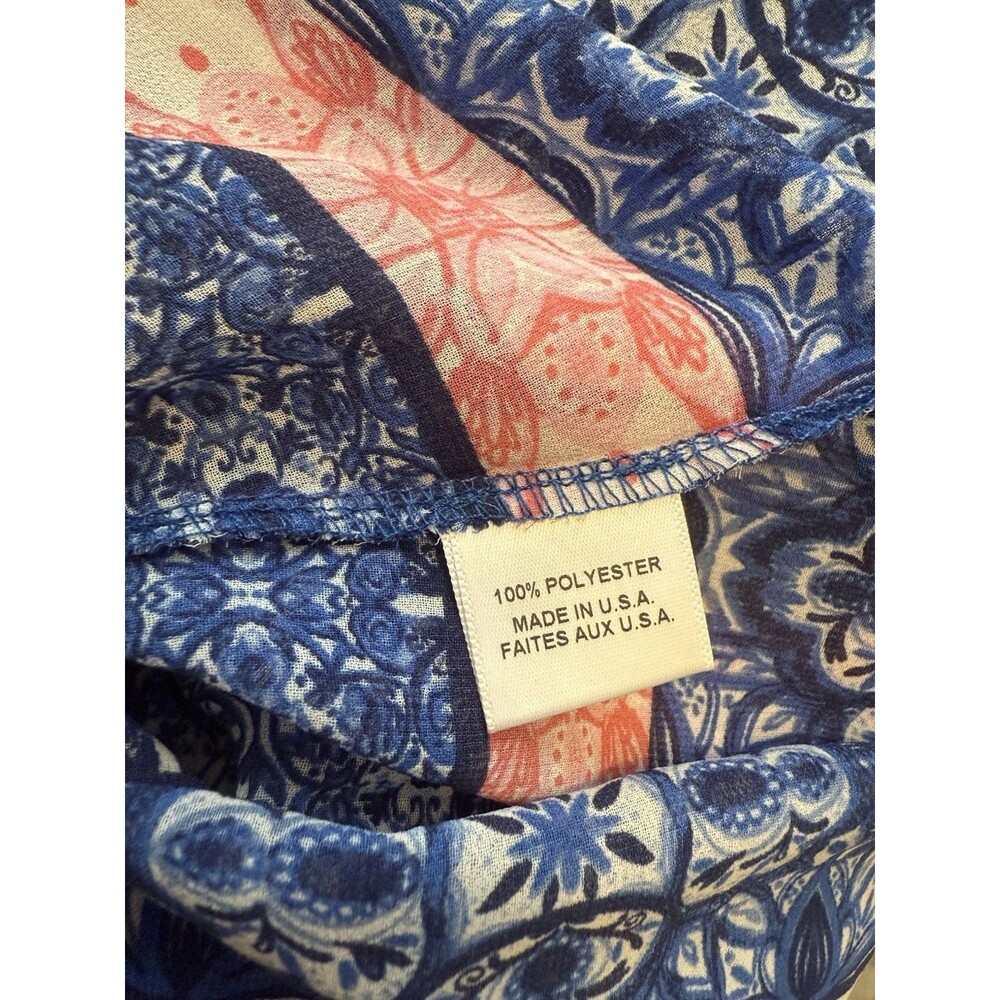 100% POLYESTER
MADE IN U.S.A.
FAITES AUX U.S.A.